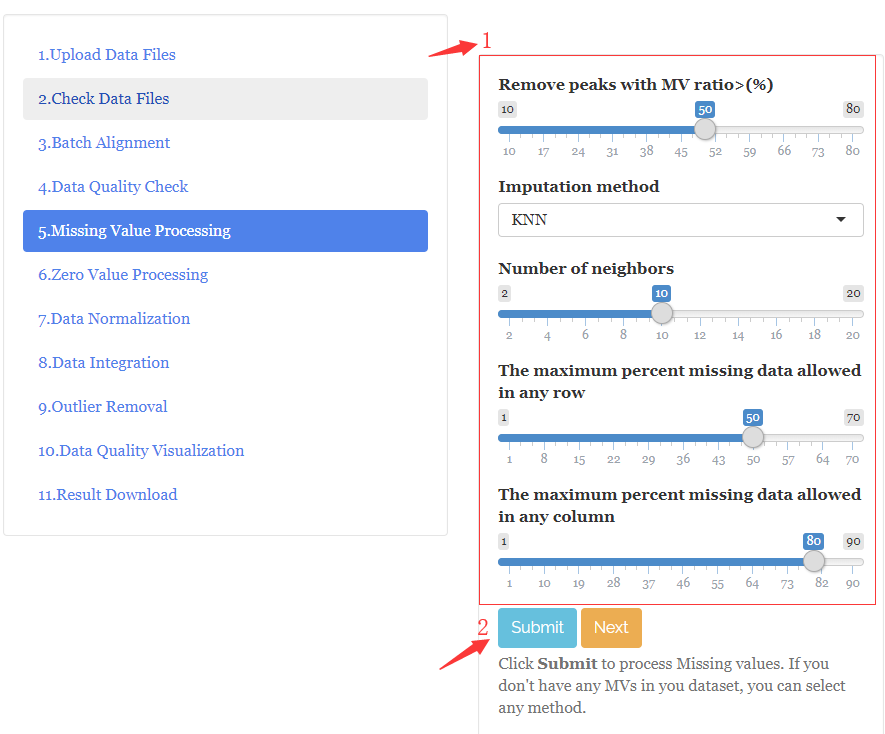 1.Upload Data Files
2.Check Data Files
3.Batch Alignment
4.Data Quality Check
5.Missing Value Processing
6.Zero Value Processing
7.Data Normalization
8.Data Integration
9.Outlier Removal
10.Data Quality Visualization
11.Result Download
1
Remove peaks with MV ratio>(%)
10 50 80
10 17 24 31 38 45 52 59 66 73 80
Imputation method
KNN
Number of neighbors
2 10 20
2 4 6 8 10 12 14 16 18 20
The maximum percent missing data allowed
in any row
1 50 70
1 8 15 22 29 36 43 50 57 64 70
The maximum percent missing data allowed
in any column
1 80 90
1 10 19 28 37 46 55 64 73 82 90
2
Submit Next
Click Submit to process Missing values. If you
don't have any MVs in you dataset, you can select
any method.